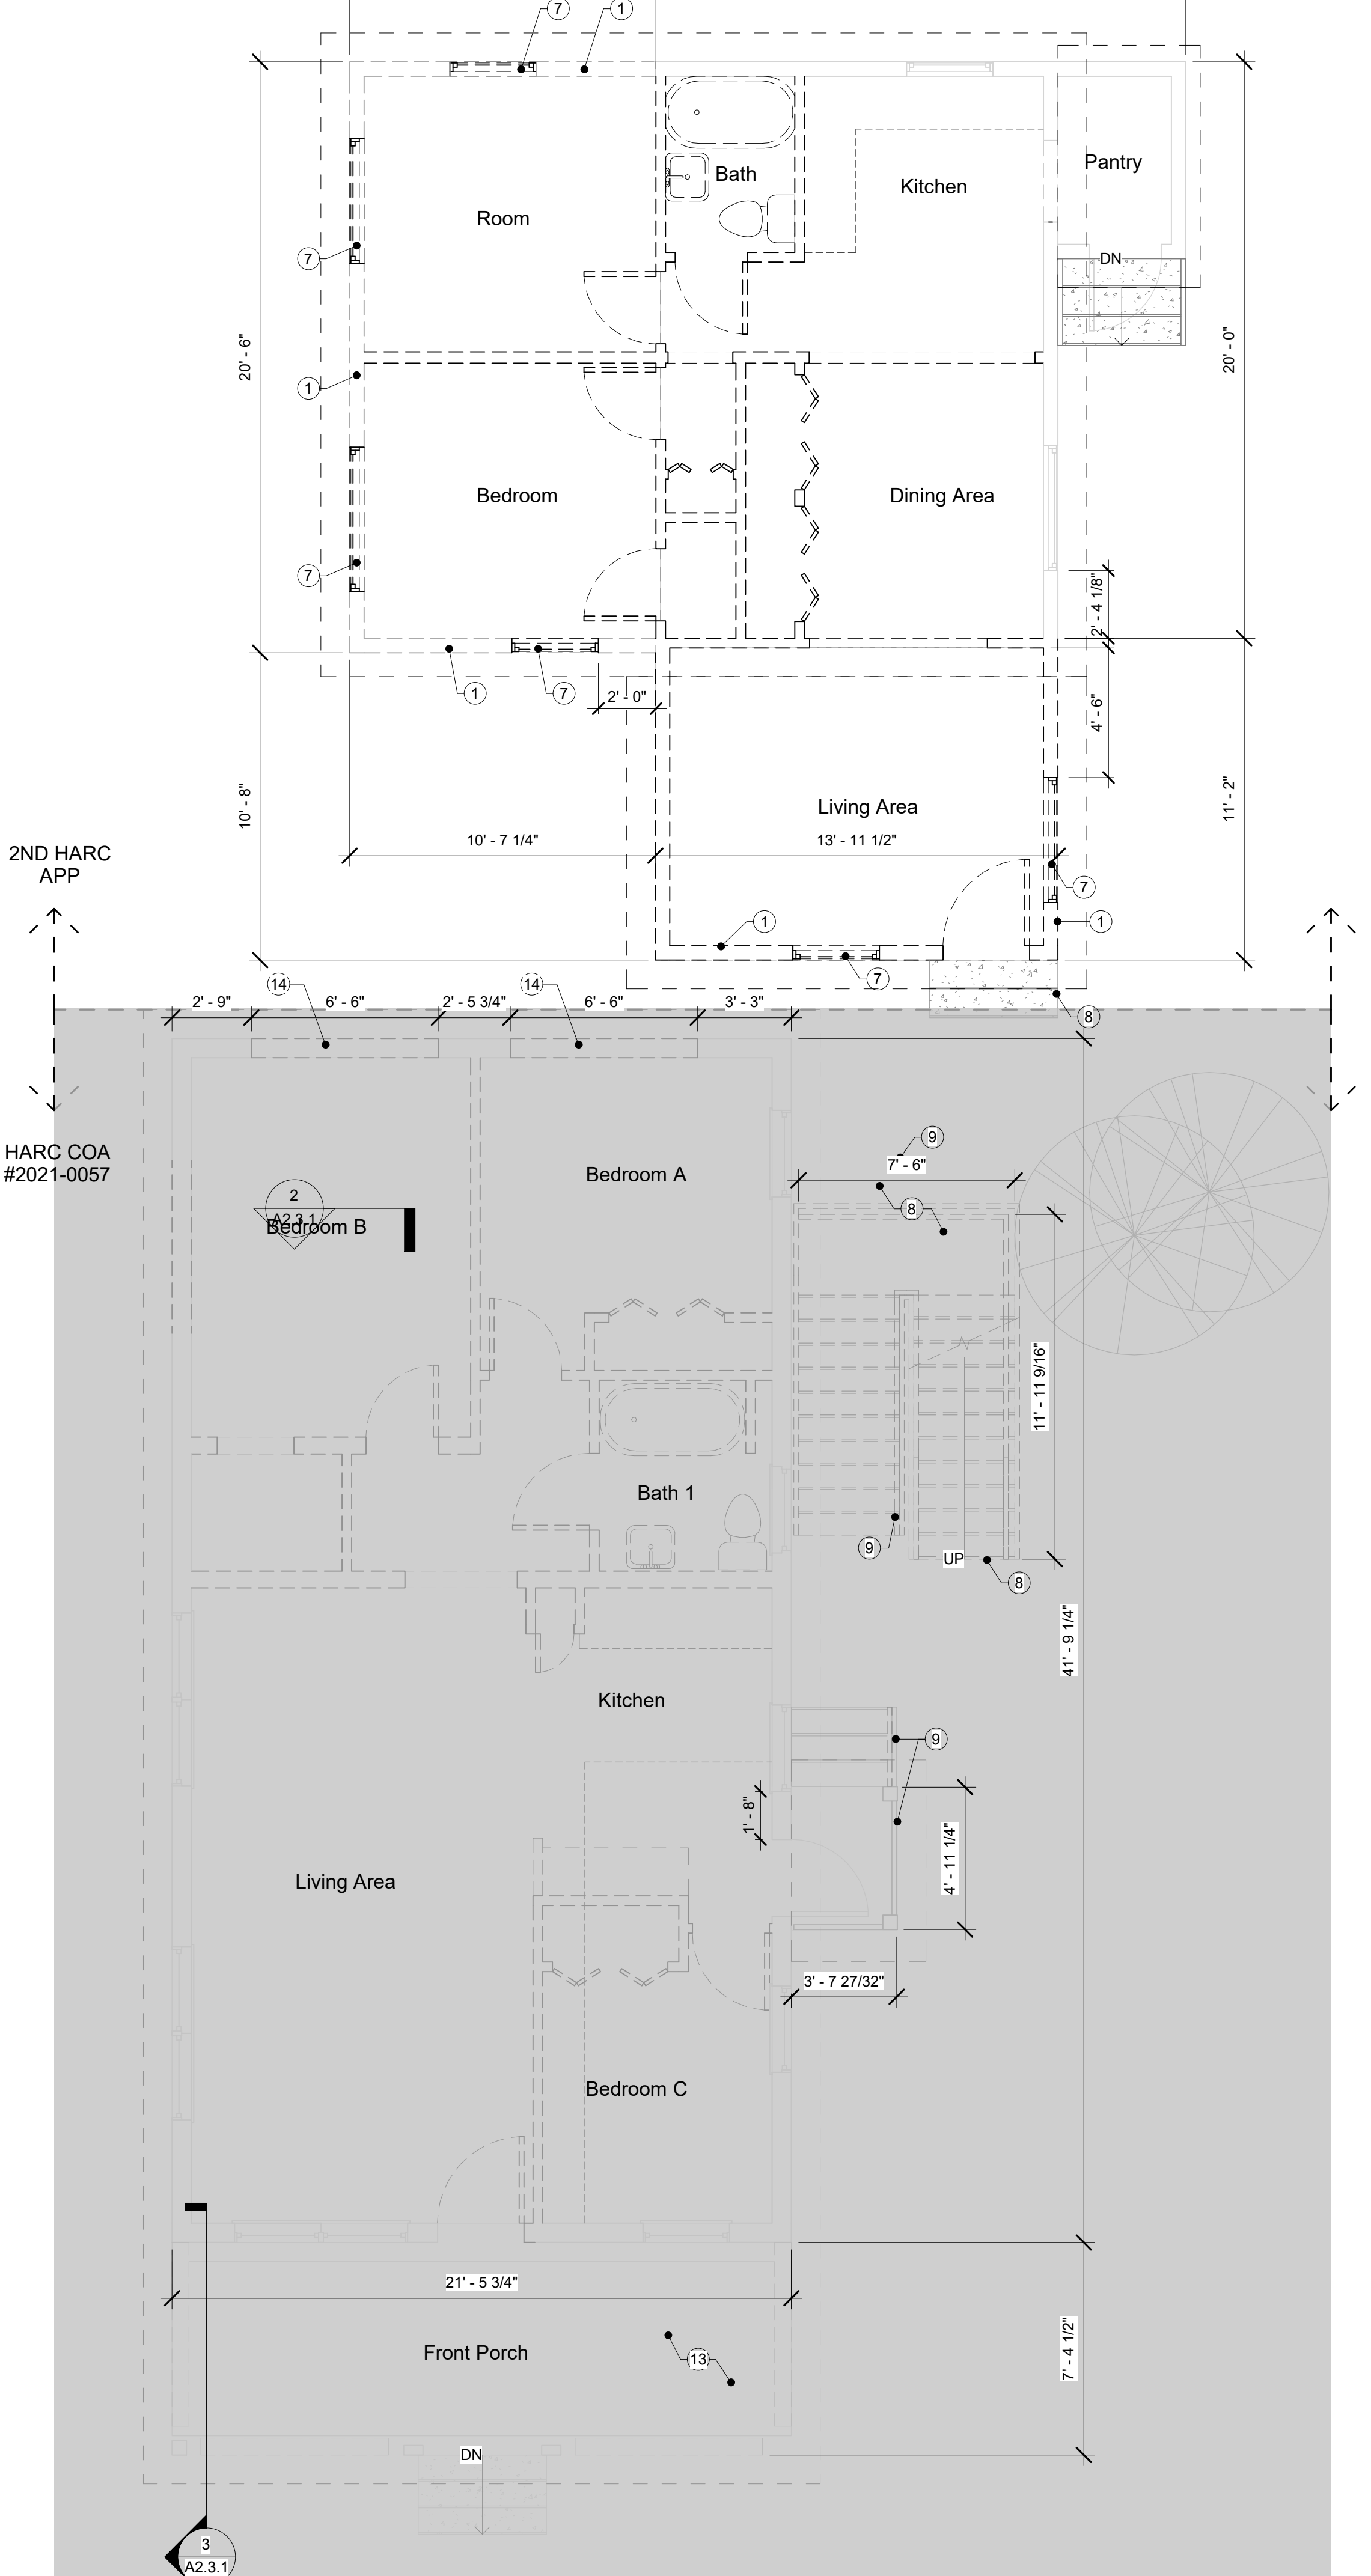 7
1
Bath
Pantry
Kitchen
Room
DN
7
20' - 6"
20' - 0"
1
Bedroom
Dining Area
7
2' - 4 1/8"
1
7
2' - 0"
4' - 6"
10' - 8"
Living Area
11' - 2"
10' - 7 1/4"
13' - 11 1/2"
2ND HARC
APP
7
1
1
7
14
14
2' - 9"
6' - 6"
2' - 5 3/4"
6' - 6"
3' - 3"
8
9
HARC COA
#2021-0057
7' - 6"
Bedroom A
2
A2.3.1
Bedroom B
8
11' - 11 9/16"
Bath 1
9
UP
8
41' - 9 1/4"
Kitchen
9
1' - 8"
4' - 11 1/4"
Living Area
3' - 7 27/32"
Bedroom C
21' - 5 3/4"
Front Porch
13
7' - 4 1/2"
DN
3
A2.3.1